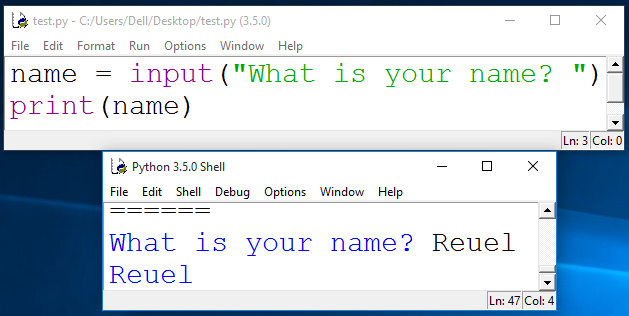 test.py - C:/Users/Dell/Desktop/test.py (3.5.0)
File Edit Format Run Options Window Help
name = input("What is your name? ")
print(name)
Ln: 3 Col: 0
Python 3.5.0 Shell
File Edit Shell Debug Options Window Help
======
What is your name? Reuel
Reuel
Ln: 47 Col: 4